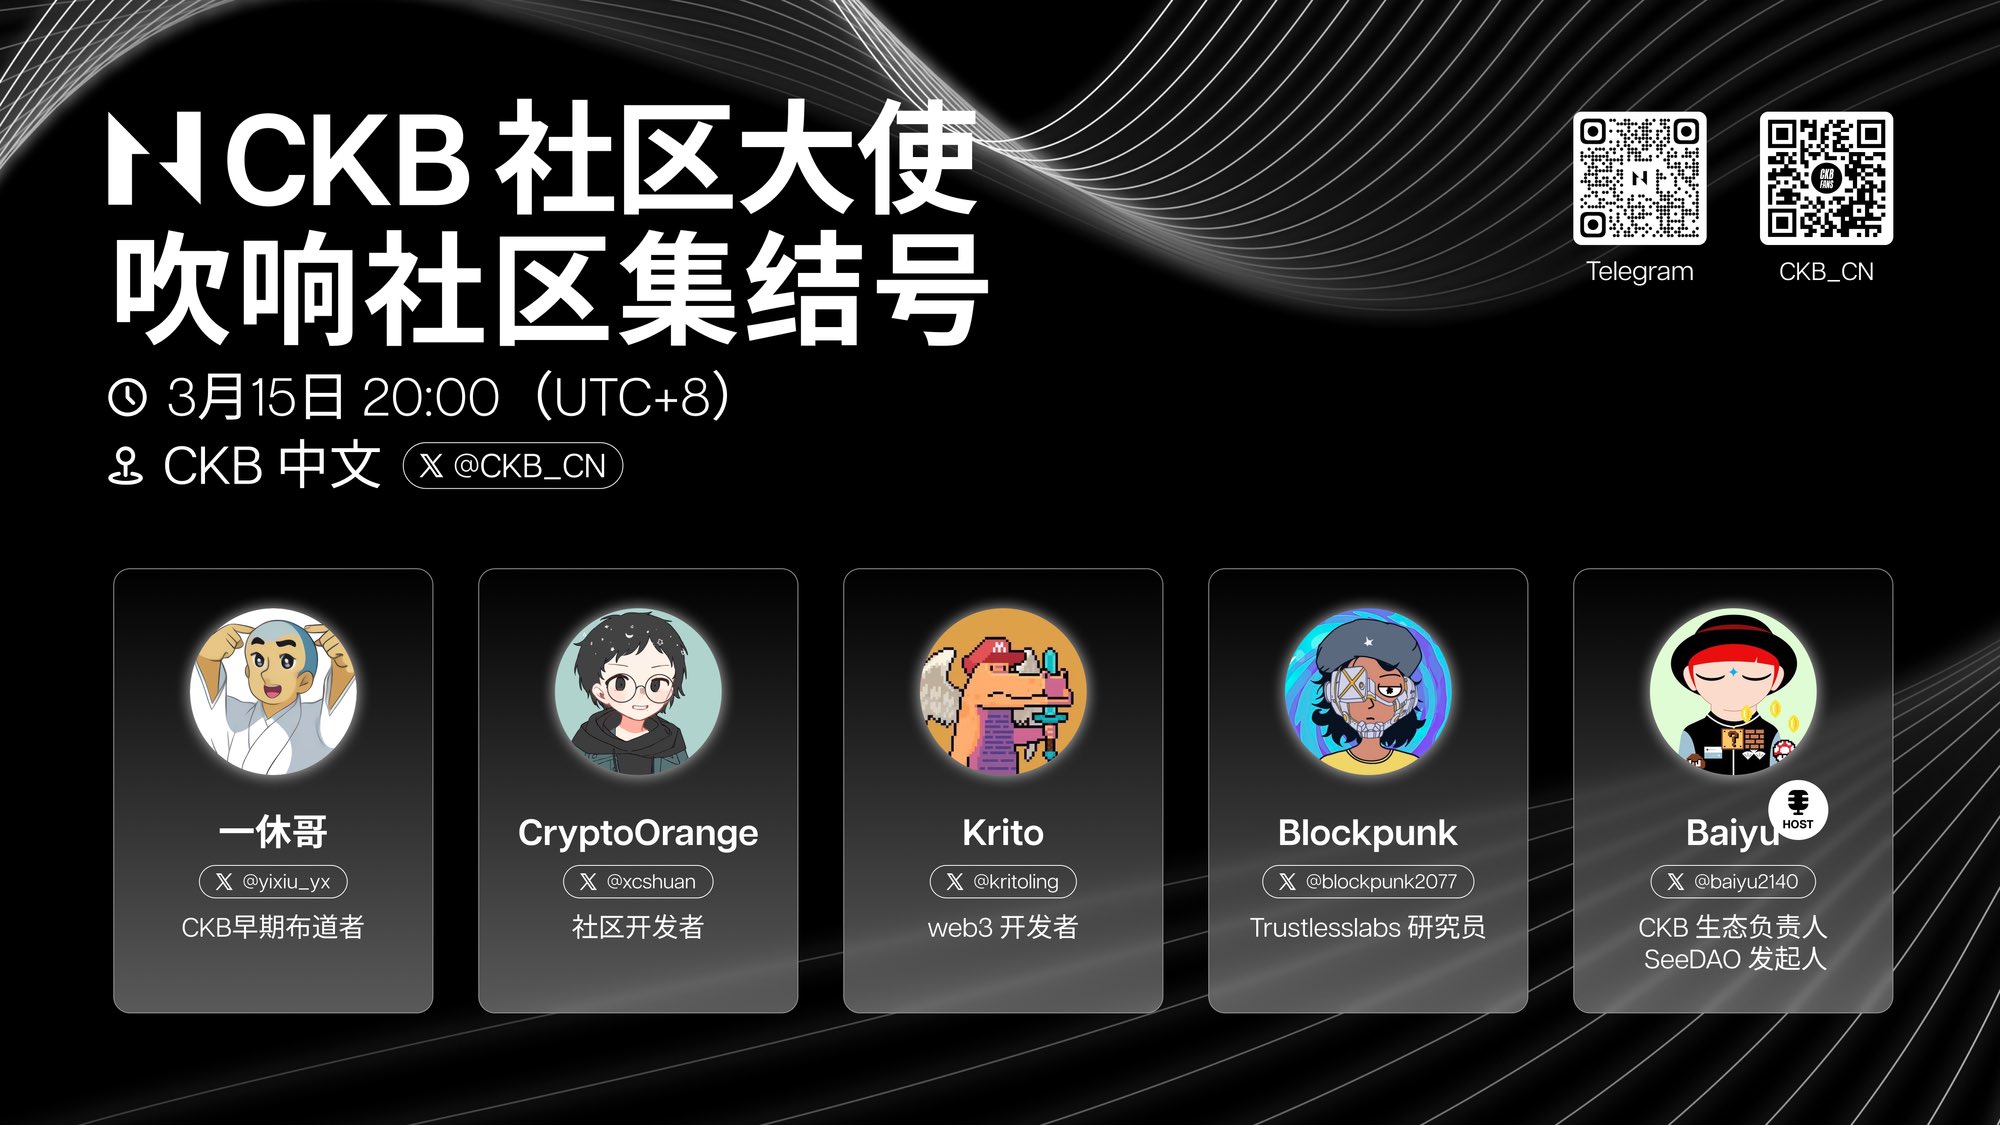 CKB 社区大使
吹响社区集结号
3月15日 20:00（UTC+8）
CKB 中文 𝕏 @CKB_CN
Telegram
CKB FANS
CKB_CN
一休哥
𝕏 @yixiu_yx
CKB早期布道者
CryptoOrange
𝕏 @xcshuan
社区开发者
M
Krito
𝕏 @kritoling
web3 开发者
Blockpunk
𝕏 @blockpunk2077
Trustlesslabs 研究员
?
HOST
Baiyu
𝕏 @baiyu2140
CKB 生态负责人
SeeDAO 发起人